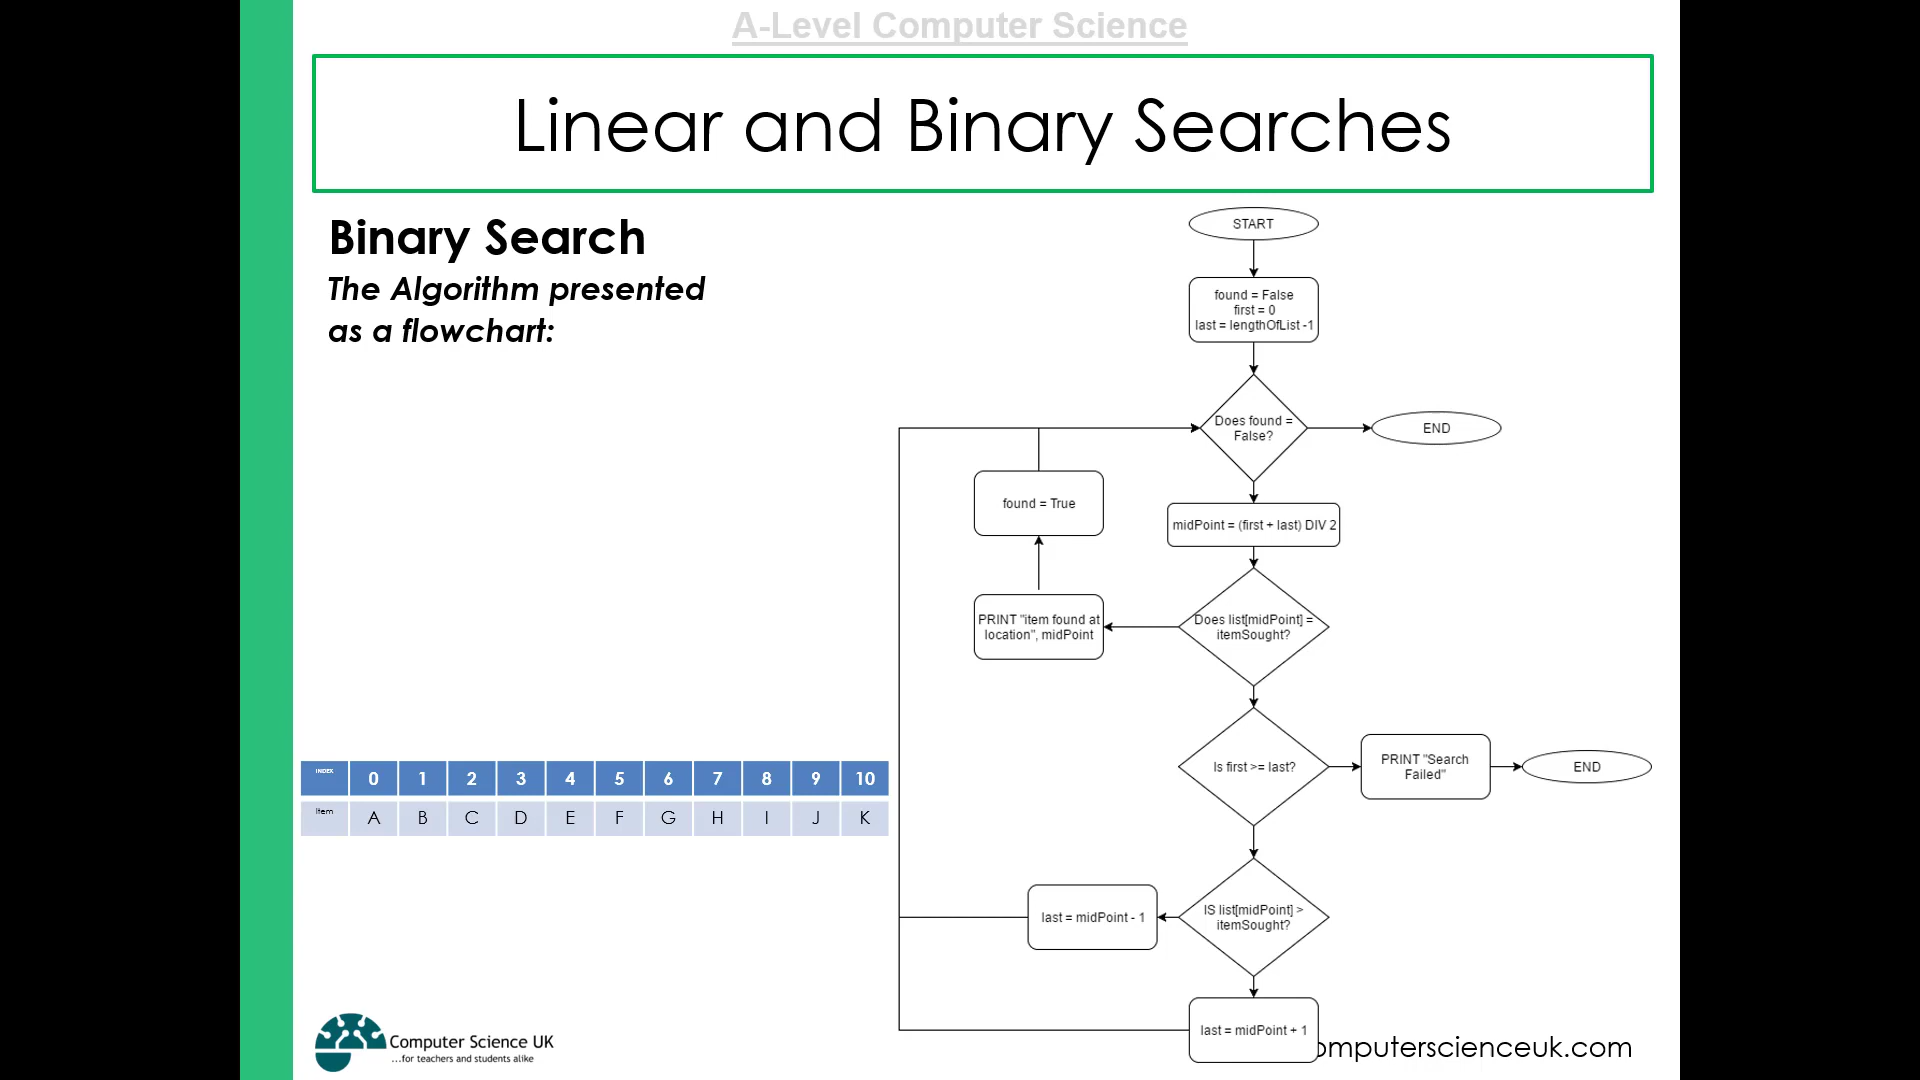 A-Level Computer Science
Linear and Binary Searches
Binary Search
The Algorithm presented
as a flowchart:
START
found = False
first = 0
last = lengthOfList -1
Does found =
False?
END
found = True
midPoint = (first + last) DIV 2
PRINT "item found at
location", midPoint
Does list[midPoint] =
itemSought?
Is first >= last?
PRINT "Search
Failed"
END
INDEX 0 1 2 3 4 5 6 7 8 9 10
Item A B C D E F G H I J K
last = midPoint - 1
IS list[midPoint] >
itemSought?
last = midPoint + 1
Computer Science UK
...for teachers and students alike
omputerscienceuk.com